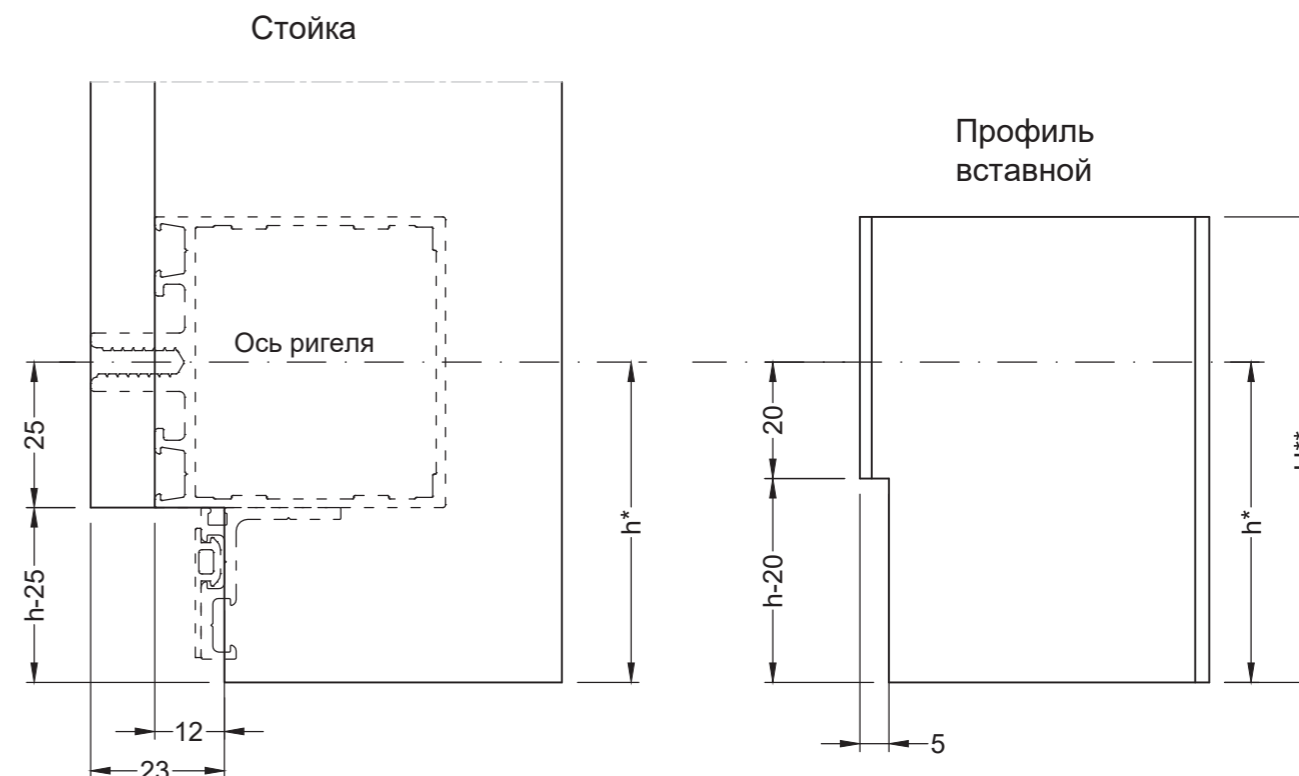 Стойка
Профиль
вставной
Ось ригеля
25
h-25
h*
12
23
20
h-20
h*
5